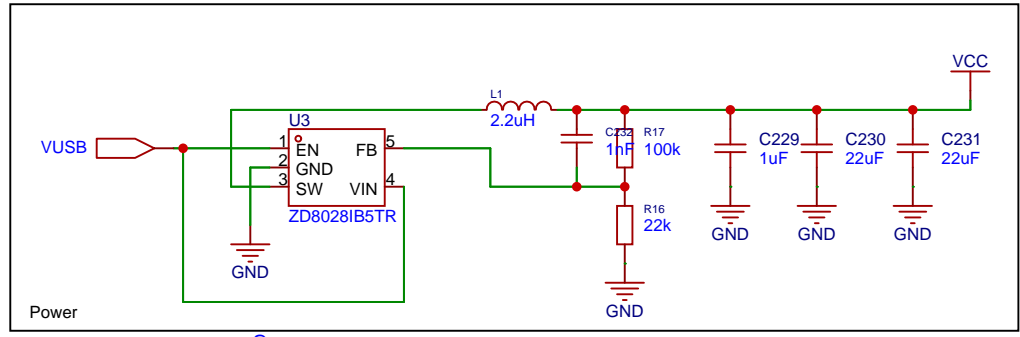 VCC
L1
2.2uH
U3
VUSB
1 EN FB 5
2 GND
3 SW VIN 4
ZD8028IB5TR
C232
1nF
R17
100k
C229
1uF
C230
22uF
C231
22uF
R16
22k
GND
GND
GND
GND
GND
Power